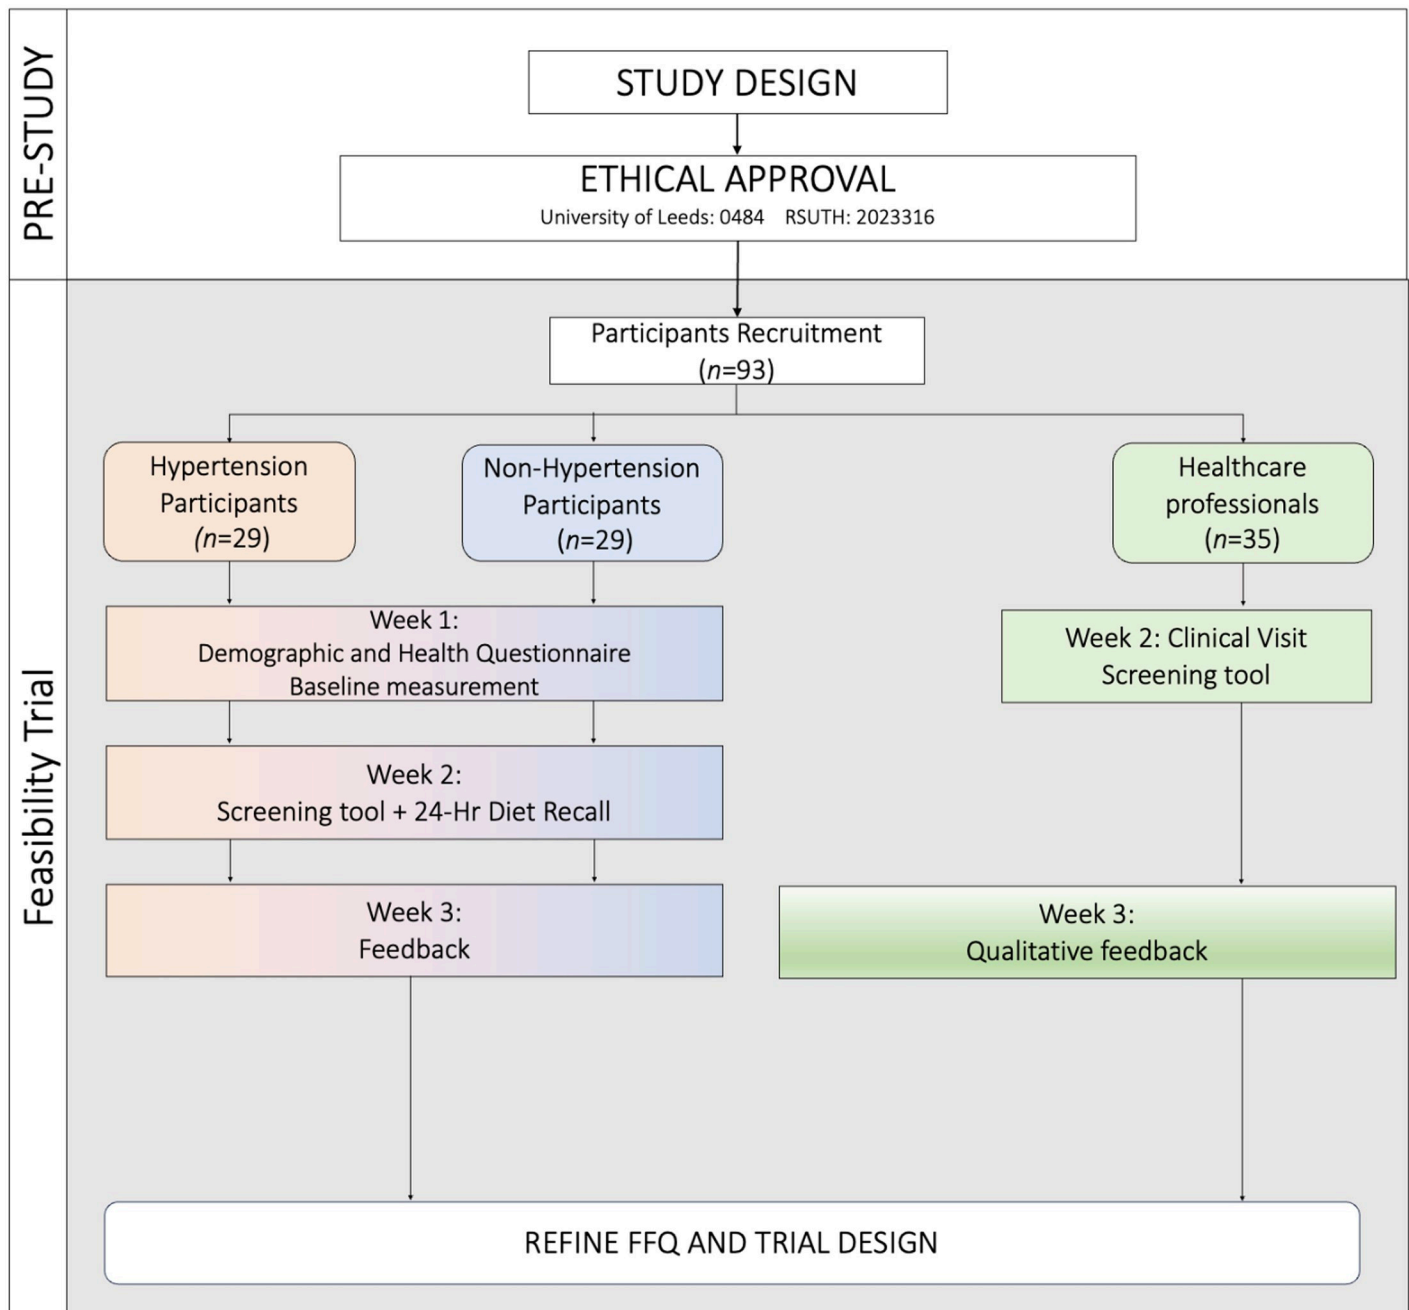 PRE-STUDY
STUDY DESIGN
ETHICAL APPROVAL
University of Leeds: 0484 RSUTH: 2023316
Feasibility Trial
Participants Recruitment
(n=93)
Hypertension
Participants
(n=29)
Non-Hypertension
Participants
(n=29)
Healthcare
professionals
(n=35)
Week 1:
Demographic and Health Questionnaire
Baseline measurement
Week 2: Clinical Visit
Screening tool
Week 2:
Screening tool + 24-Hr Diet Recall
Week 3:
Feedback
Week 3:
Qualitative feedback
REFINE FFQ AND TRIAL DESIGN